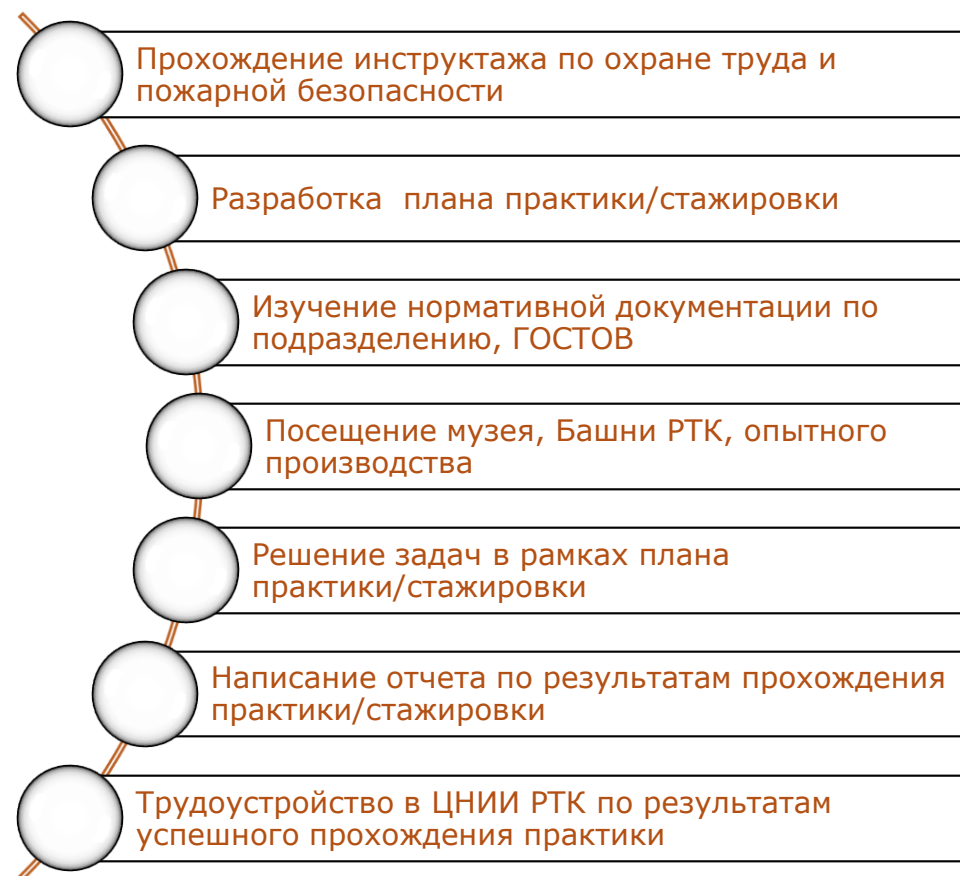 Прохождение инструктажа по охране труда и
пожарной безопасности
Разработка  плана практики/стажировки
Изучение нормативной документации по
подразделению, ГОСТОВ
Посещение музея, Башни РТК, опытного
производства
Решение задач в рамках плана
практики/стажировки
Написание отчета по результатам прохождения
практики/стажировки
Трудоустройство в ЦНИИ РТК по результатам
успешного прохождения практики